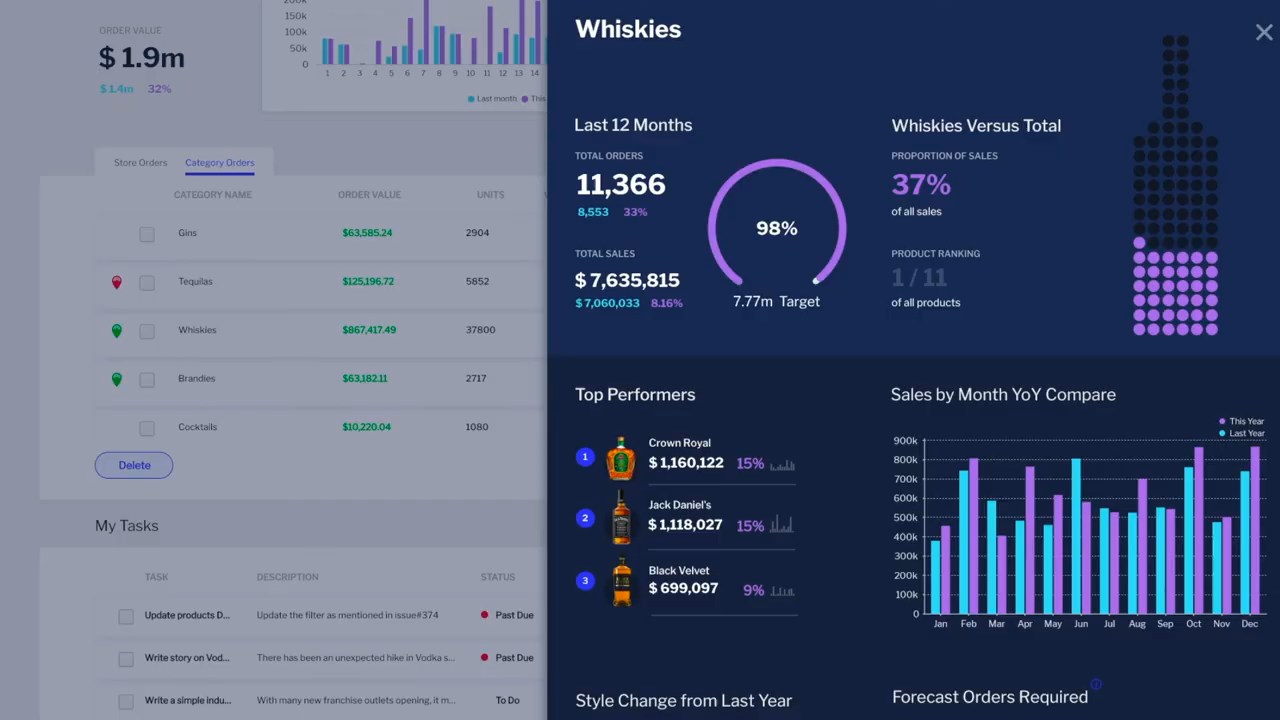 ORDER VALUE
$ 1.9m
$ 1.4m 32%
200k
150k
100k
50k
0
1 2 3 4 5 6 7 8 9 10 11 12 13 14
Last month This
Store Orders Category Orders
CATEGORY NAME ORDER VALUE UNITS
Gins $63,585.24 2904
Tequilas $125,196.72 5852
Whiskies $867,417.49 37800
Brandies $63,182.11 2717
Cocktails $10,220.04 1080
Delete
My Tasks
TASK DESCRIPTION STATUS
Update products D... Update the filter as mentioned in issue#374 Past Due
Write story on Vod... There has been an unexpected hike in Vodka s... Past Due
Write a simple indu... With many new franchise outlets opening, it m... To Do
Whiskies
Last 12 Months
TOTAL ORDERS
11,366
8,553 33%
TOTAL SALES
$ 7,635,815
$ 7,060,033 8.16%
98%
7.77m Target
Whiskies Versus Total
PROPORTION OF SALES
37%
of all sales
PRODUCT RANKING
1 / 11
of all products
Top Performers
1 Crown Royal
$ 1,160,122 15%
2 Jack Daniel's
$ 1,118,027 15%
3 Black Velvet
$ 699,097 9%
Sales by Month YoY Compare
This Year
Last Year
900k
800k
700k
600k
500k
400k
300k
200k
100k
0
Jan Feb Mar Apr May Jun Jul Aug Sep Oct Nov Dec
Style Change from Last Year
Forecast Orders Required